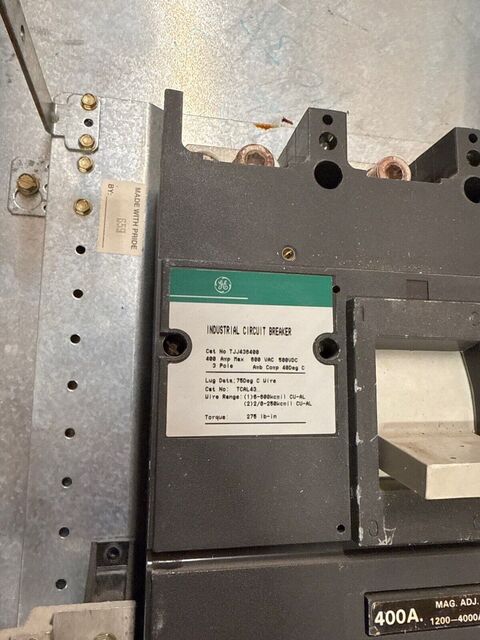 MADE WITH PRIDE
BY:
GE
INDUSTRIAL CIRCUIT BREAKER
Cat No TJJ436400
400 Amp Max 600 VAC 500VDC
3 Pole Amb Comp 40Deg C
Lug Data: 75Deg C Wire
Cat No TCAL43
Wire Range: (1)6-600kcmil CU-AL
(2)2/0-250kcmil CU-AL
Torque: 275 lb-in
400A.
MAG. ADJ.
1200-4000A